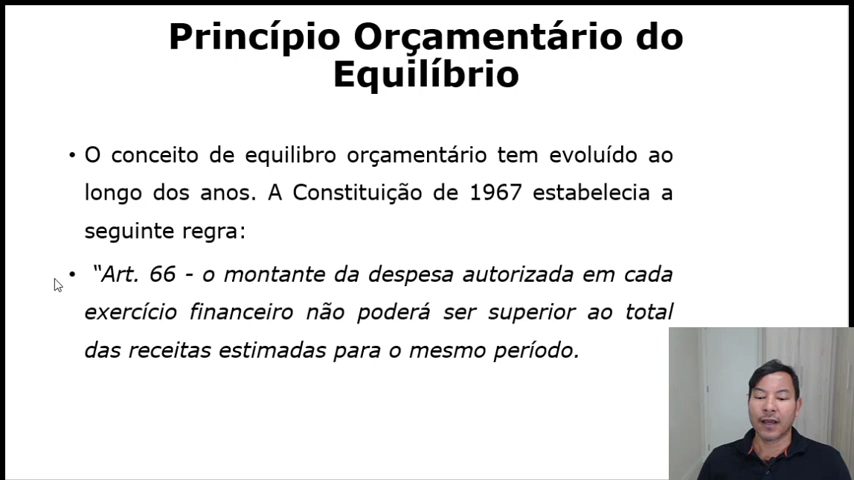 Princípio Orçamentário do
Equilíbrio
• O conceito de equilibro orçamentário tem evoluído ao
longo dos anos. A Constituição de 1967 estabelecia a
seguinte regra:
• “Art. 66 - o montante da despesa autorizada em cada
exercício financeiro não poderá ser superior ao total
das receitas estimadas para o mesmo período.